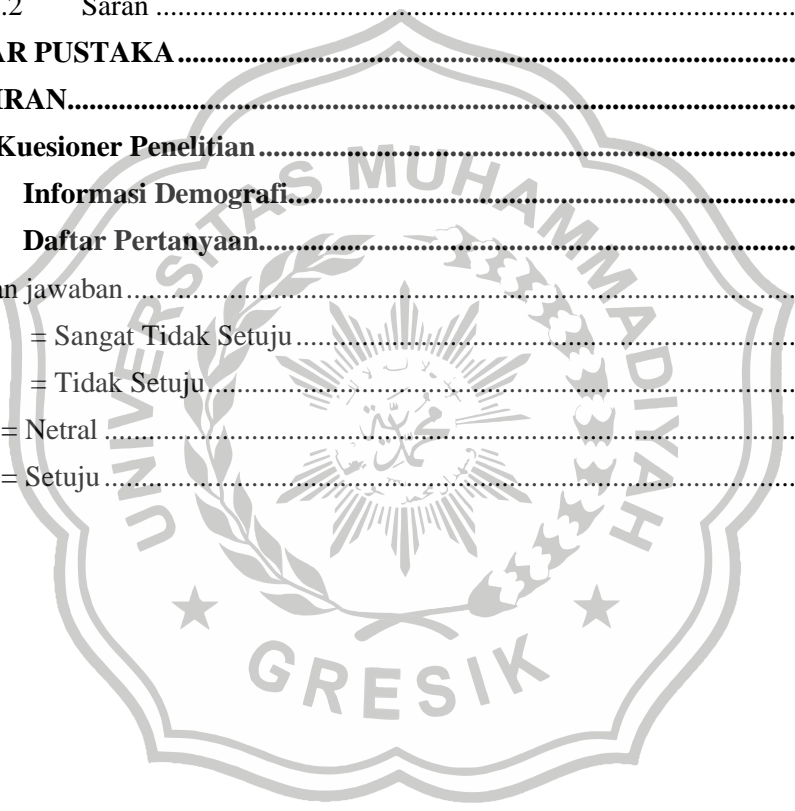 .2 Saran ................................................................
AR PUSTAKA ................................................................
IRAN ................................................................
Kuesioner Penelitian ................................................................
Informasi Demografi ................................................................
Daftar Pertanyaan ................................................................
an jawaban ................................................................
= Sangat Tidak Setuju ................................................................
= Tidak Setuju ................................................................
= Netral ................................................................
= Setuju ................................................................
UNIVERSITAS MUHAMMADIYAH
GRESIK